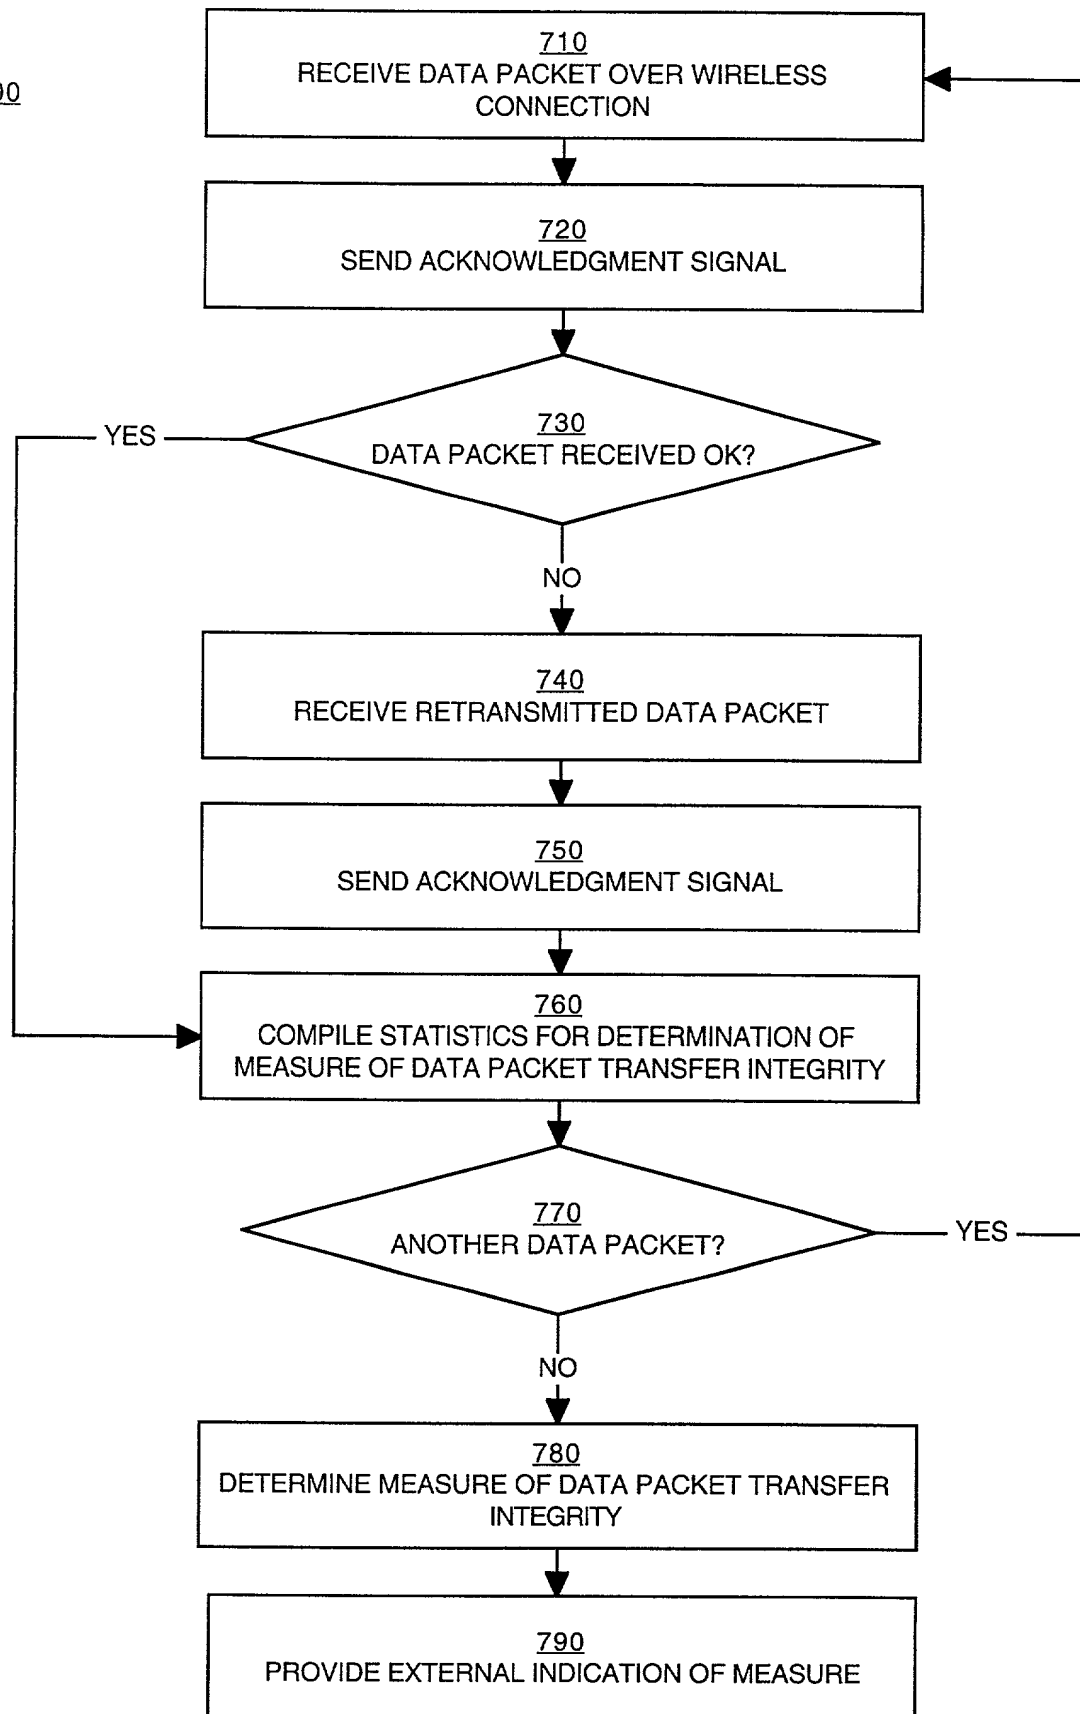 710
RECEIVE DATA PACKET OVER WIRELESS
CONNECTION
720
SEND ACKNOWLEDGMENT SIGNAL
730
DATA PACKET RECEIVED OK?
YES
NO
740
RECEIVE RETRANSMITTED DATA PACKET
750
SEND ACKNOWLEDGMENT SIGNAL
760
COMPILE STATISTICS FOR DETERMINATION OF
MEASURE OF DATA PACKET TRANSFER INTEGRITY
770
ANOTHER DATA PACKET?
YES
NO
780
DETERMINE MEASURE OF DATA PACKET TRANSFER
INTEGRITY
790
PROVIDE EXTERNAL INDICATION OF MEASURE